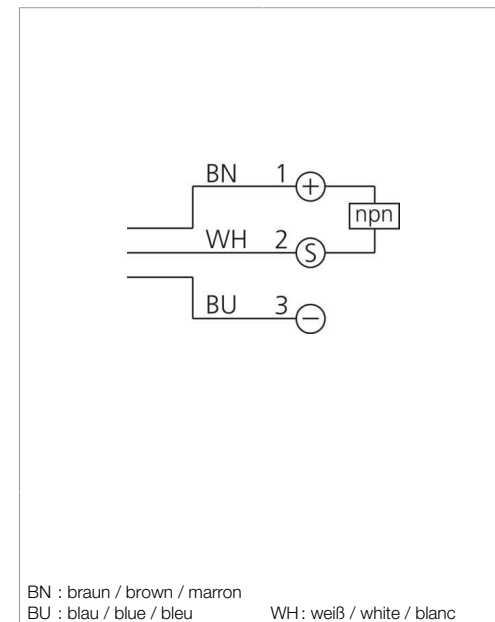 BN 1 +
npn
WH 2 S
BU 3 −
BN : braun / brown / marron
BU : blau / blue / bleu WH : weiß / white / blanc